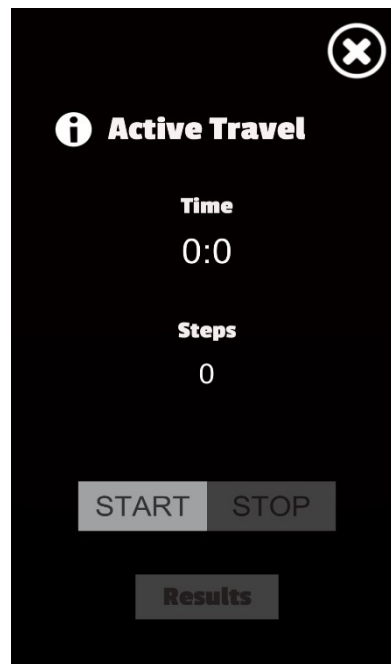 Active Travel
Time
0:0
Steps
0
START STOP
Results